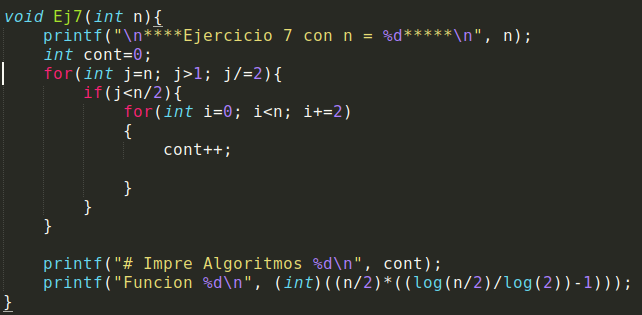 void Ej7(int n){
printf("\n****Ejercicio 7 con n = %d*****\n", n);
int cont=0;
for(int j=n; j>1; j/=2){
if(j<n/2){
for(int i=0; i<n; i+=2)
{
cont++;
}
}
}
printf("# Impre Algoritmos %d\n", cont);
printf("Funcion %d\n", (int)((n/2)*((log(n/2)/log(2))-1)));
}